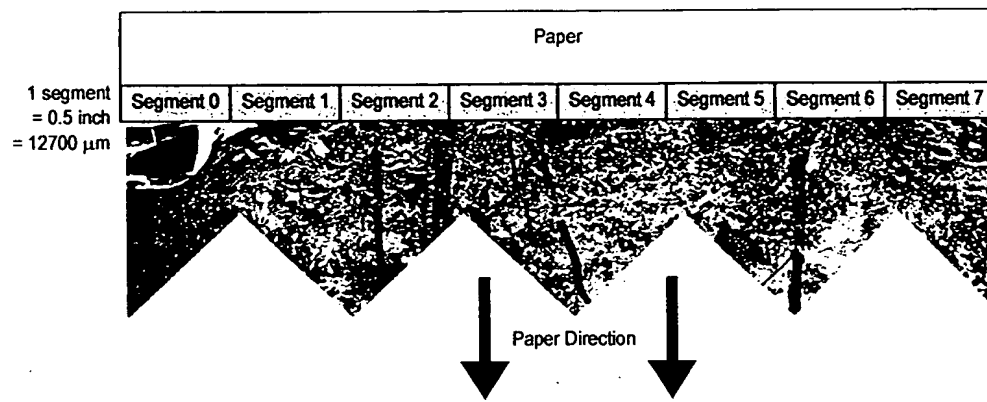 Paper
1 segment
= 0.5 inch
= 12700 μm
Segment 0 Segment 1 Segment 2 Segment 3 Segment 4 Segment 5 Segment 6 Segment 7
Paper Direction